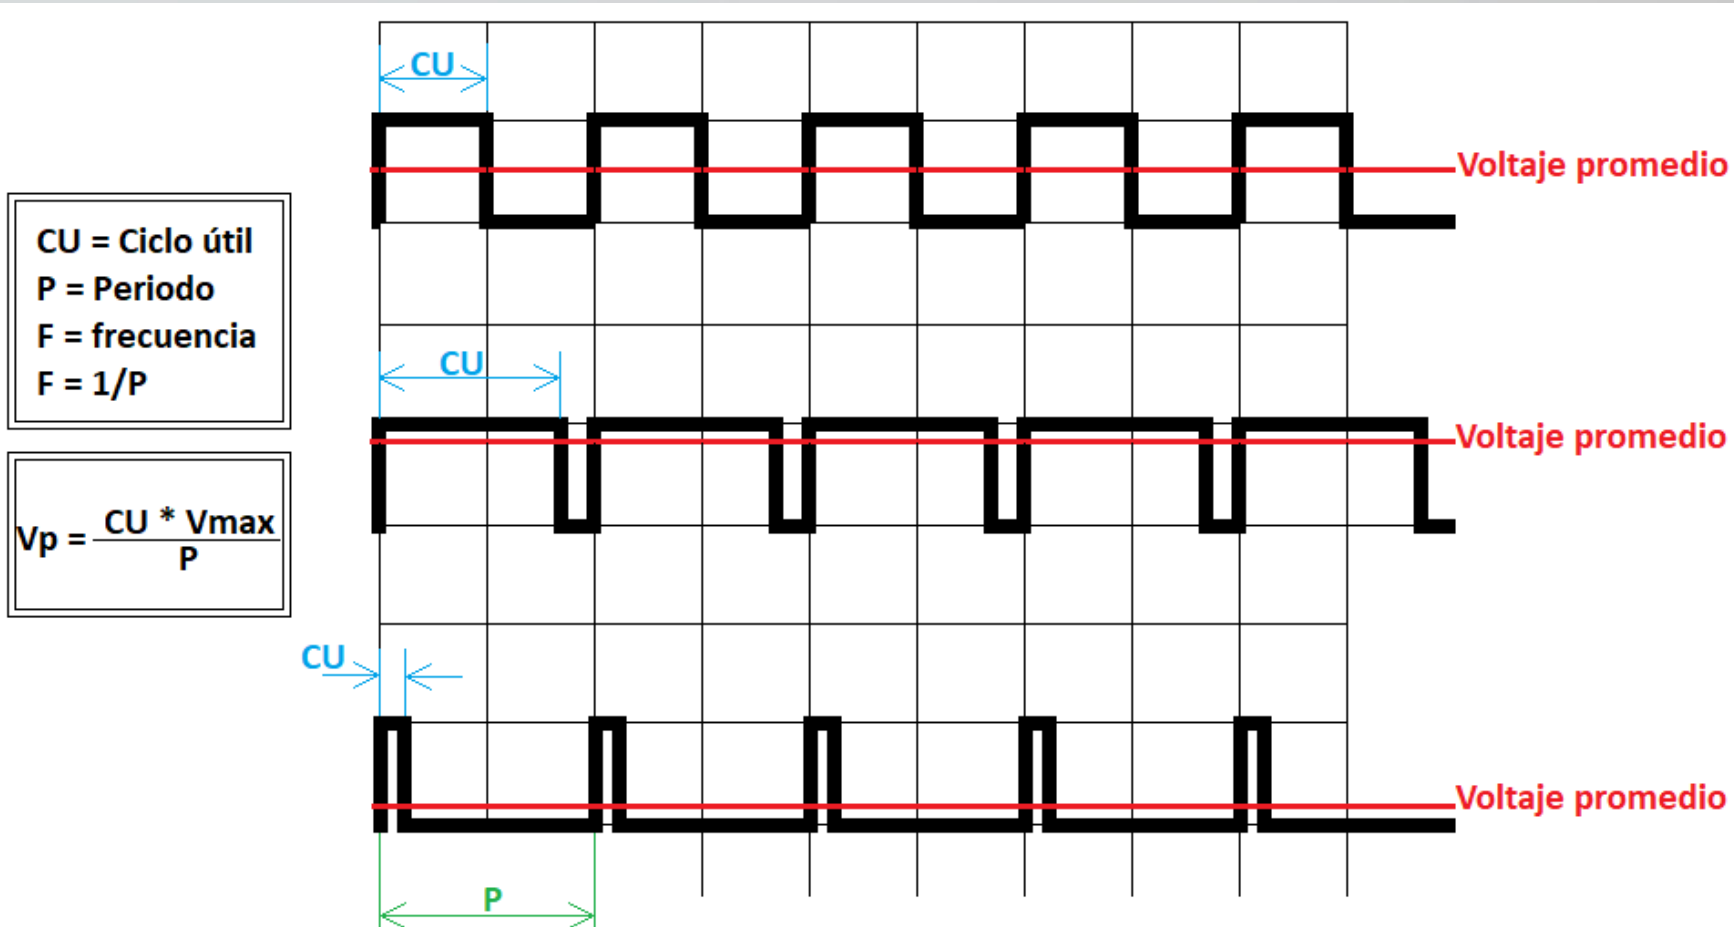 CU
Voltaje promedio
CU = Ciclo útil
P = Periodo
F = frecuencia
F = 1/P
CU
Voltaje promedio
Vp = CU * Vmax
P
CU
Voltaje promedio
P